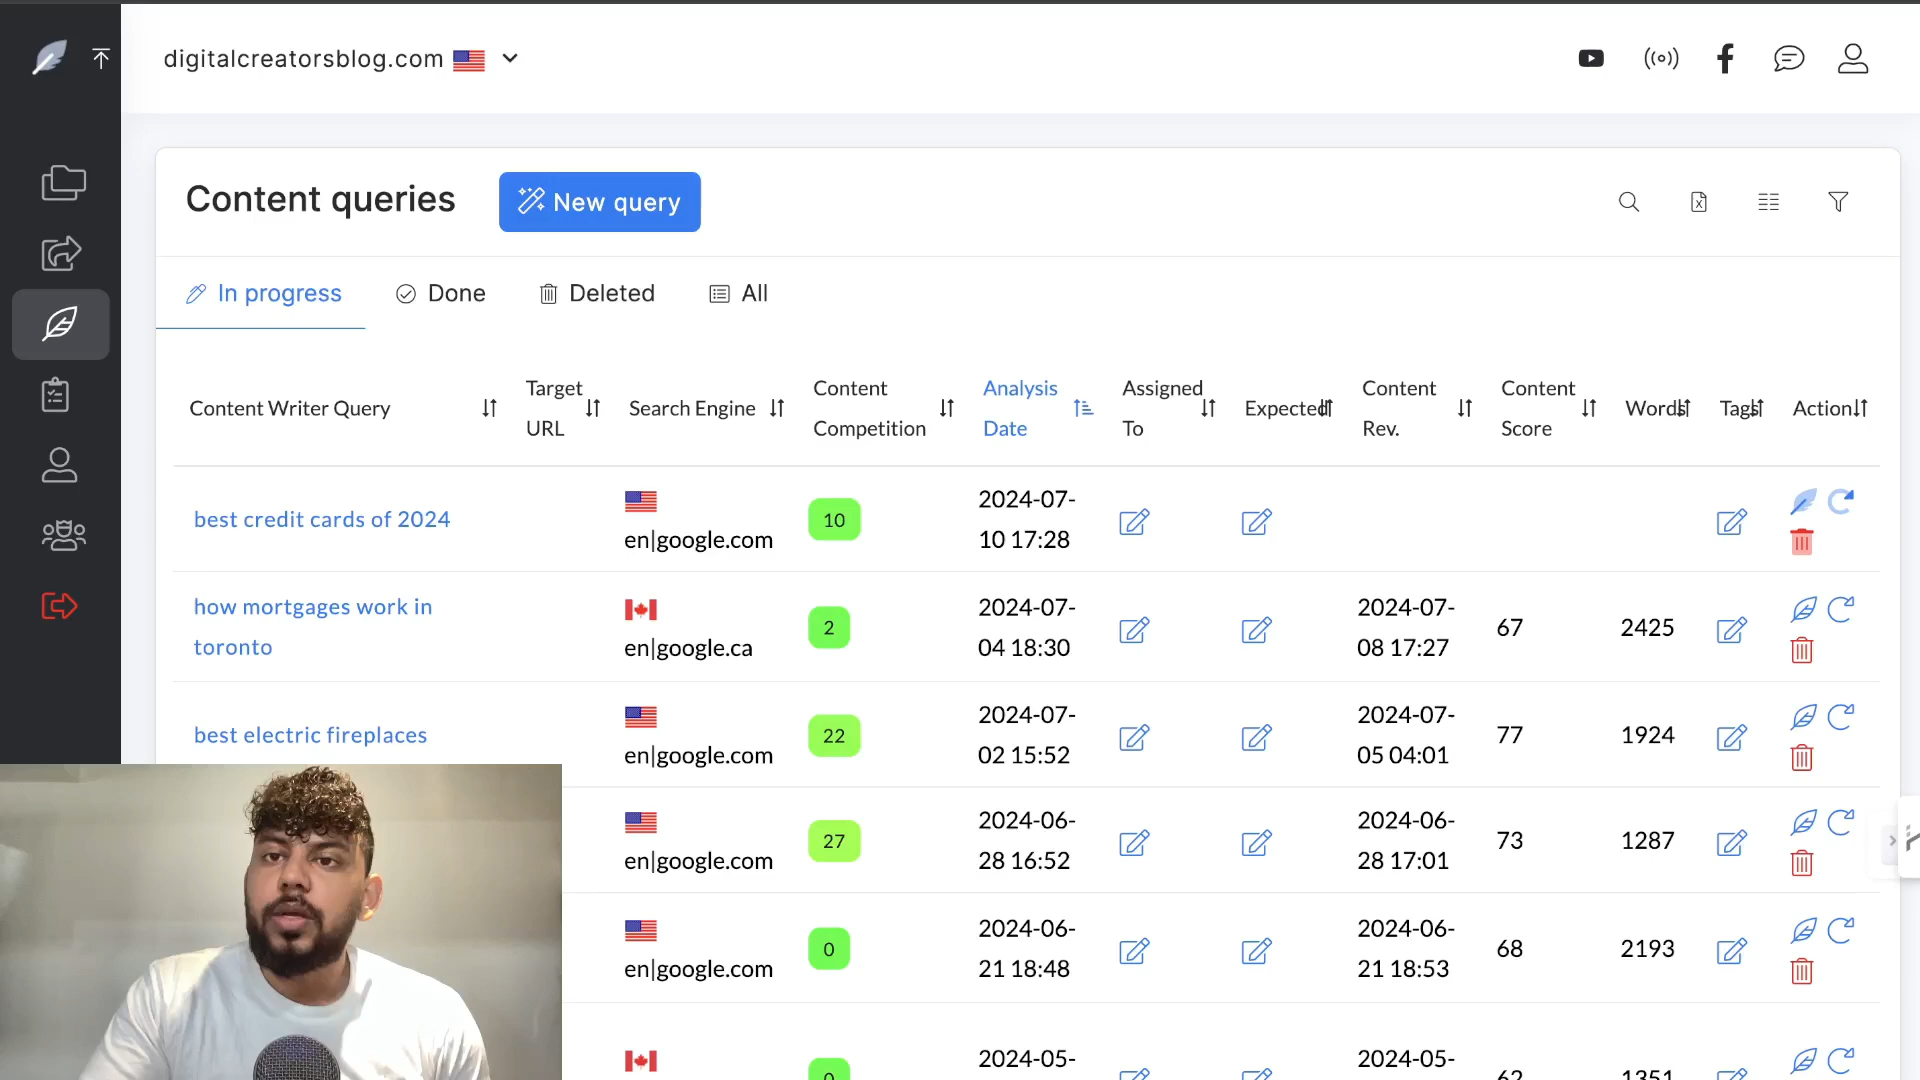 digitalcreatorsblog.com
Content queries
New query
In progress
Done
Deleted
All
Content Writer Query
Target
URL
Search Engine
Content
Competition
Analysis
Date
Assigned
To
Expected
Content
Rev.
Content
Score
Words
Tags
Action
best credit cards of 2024
en|google.com
10
2024-07-
10 17:28
how mortgages work in
toronto
en|google.ca
2
2024-07-
04 18:30
2024-07-
08 17:27
67
2425
best electric fireplaces
en|google.com
22
2024-07-
02 15:52
2024-07-
05 04:01
77
1924
en|google.com
27
2024-06-
28 16:52
2024-06-
28 17:01
73
1287
en|google.com
0
2024-06-
21 18:48
2024-06-
21 18:53
68
2193
0
2024-05-
2024-05-
62
1351